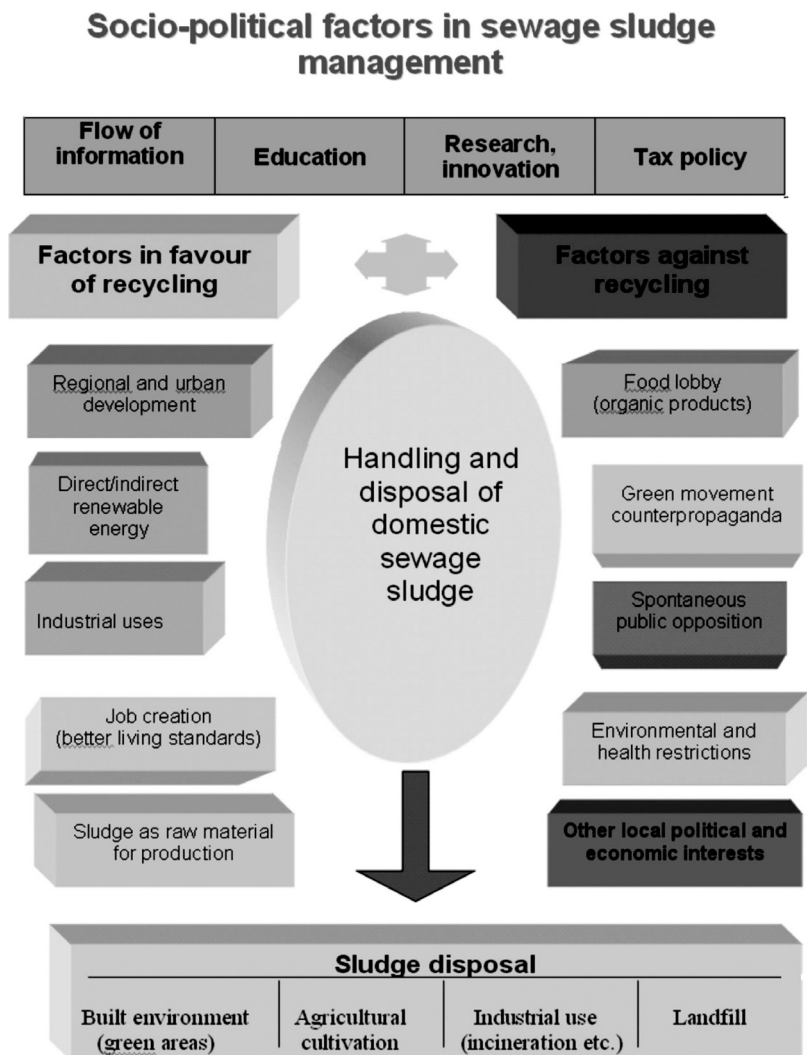 Socio-political factors in sewage sludge
management
Flow of
information
Education
Research,
innovation
Tax policy
Factors in favour
of recycling
Factors against
recycling
Regional and urban
development
Direct/indirect
renewable
energy
Industrial uses
Job creation
(better living standards)
Sludge as raw material
for production
Handling and
disposal of
domestic
sewage
sludge
Food lobby
(organic products)
Green movement
counterpropaganda
Spontaneous
public opposition
Environmental and
health restrictions
Other local political and
economic interests
Sludge disposal
Built environment
(green areas)
Agricultural
cultivation
Industrial use
(incineration etc.)
Landfill